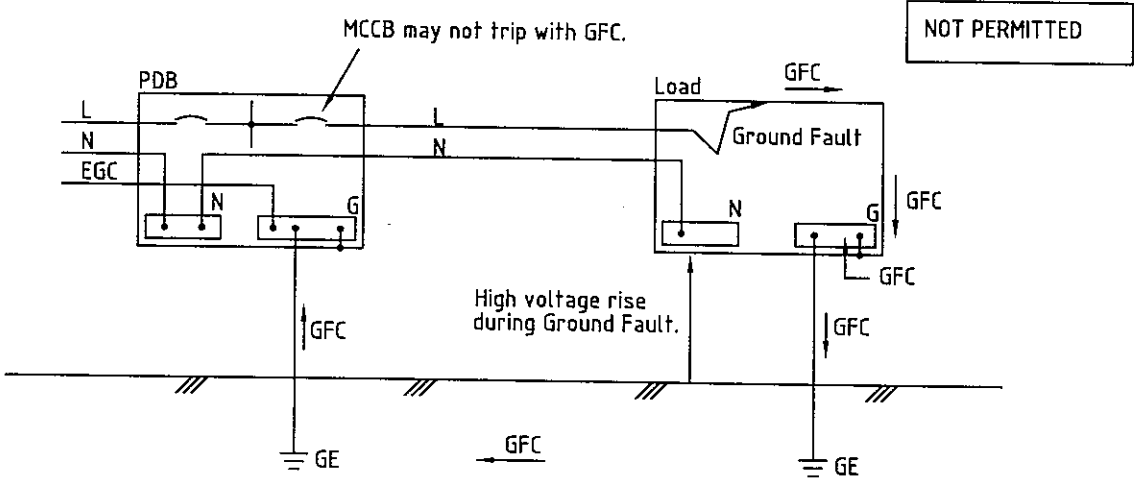 MCCB may not trip with GFC.
NOT PERMITTED
PDB
Load
GFC
L
L
Ground Fault
N
N
EGC
N
G
N
G
GFC
GFC
High voltage rise
during Ground Fault.
GFC
GFC
GE
GFC
GE